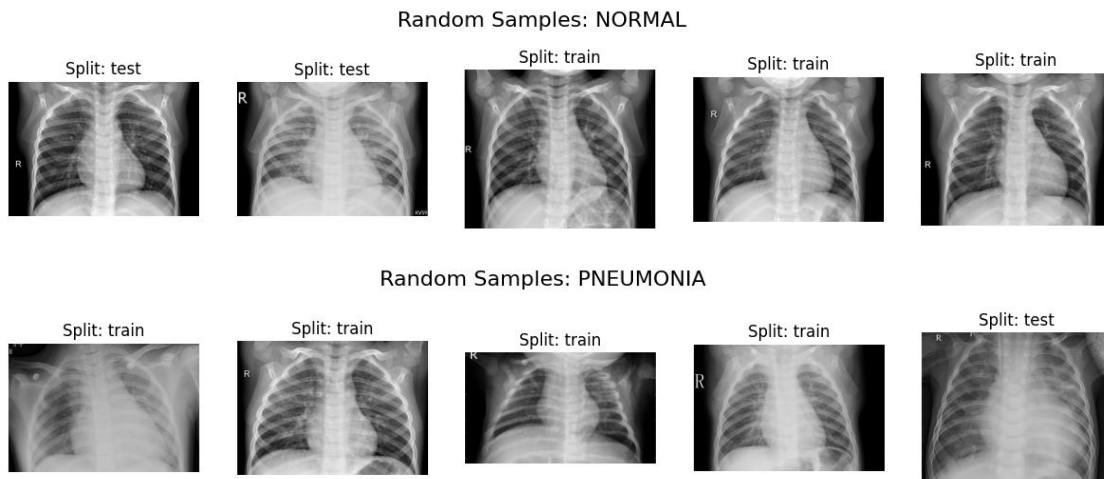 Random Samples: NORMAL
Split: test
Split: test
Split: train
Split: train
Split: train
R
R
R
R
R
Random Samples: PNEUMONIA
Split: train
Split: train
Split: train
Split: train
Split: test
R
R
R
R